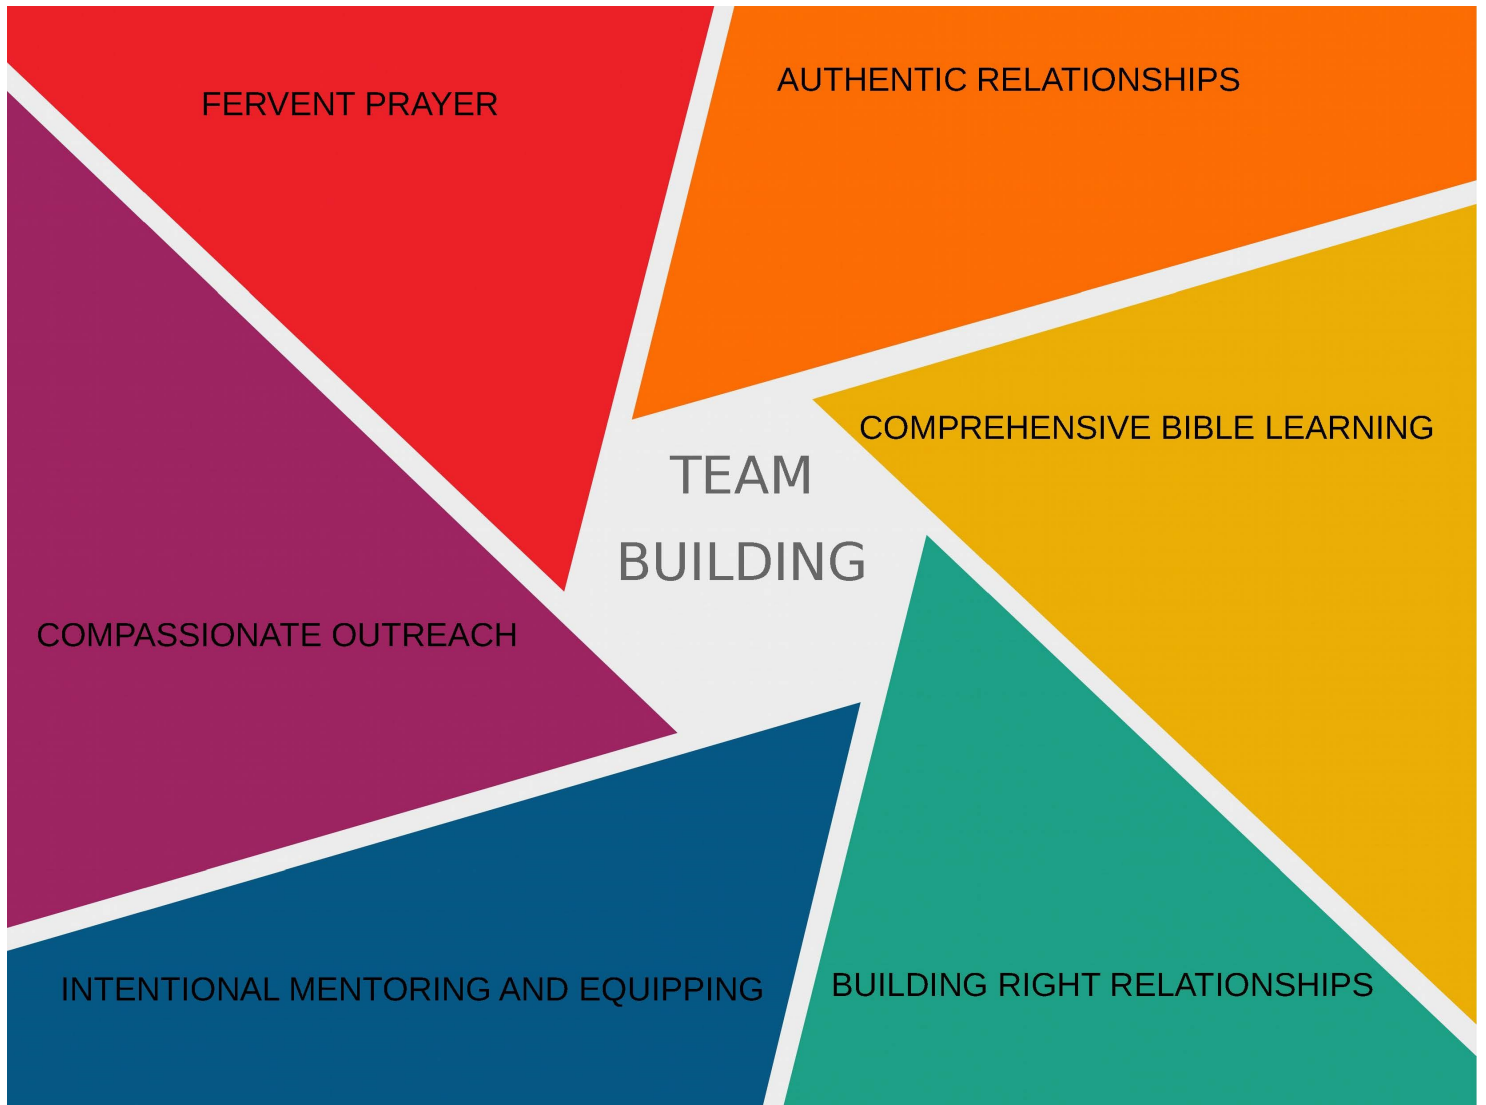 FERVENT PRAYER
AUTHENTIC RELATIONSHIPS
COMPREHENSIVE BIBLE LEARNING
TEAM
BUILDING
COMPASSIONATE OUTREACH
INTENTIONAL MENTORING AND EQUIPPING
BUILDING RIGHT RELATIONSHIPS